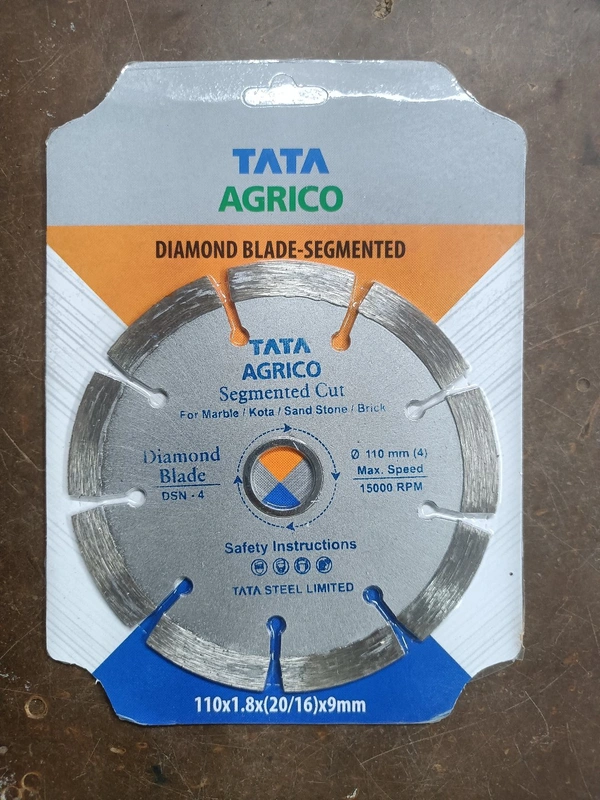 TATA
AGRICO
DIAMOND BLADE-SEGMENTED
TATA
AGRICO
Segmented Cut
For Marble / Kota / Sand Stone / Brick
Diamond
Blade
DSN - 4
Ø 110 mm (4)
Max. Speed
15000 RPM
Safety Instructions
TATA STEEL LIMITED
110x1.8x(20/16)x9mm